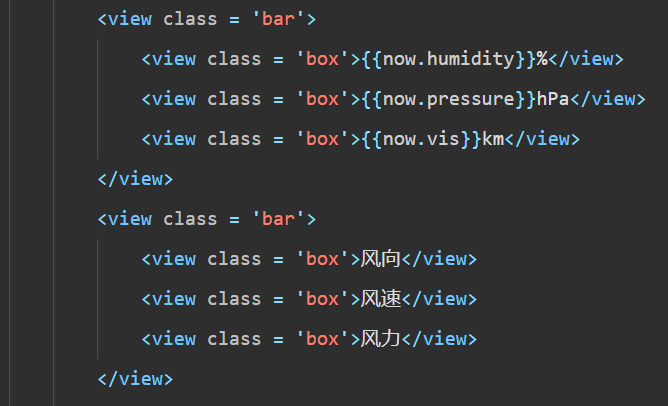 <view class = 'bar'>
<view class = 'box'>{{now.humidity}}%</view>
<view class = 'box'>{{now.pressure}}hPa</view>
<view class = 'box'>{{now.vis}}km</view>
</view>
<view class = 'bar'>
<view class = 'box'>风向</view>
<view class = 'box'>风速</view>
<view class = 'box'>风力</view>
</view>